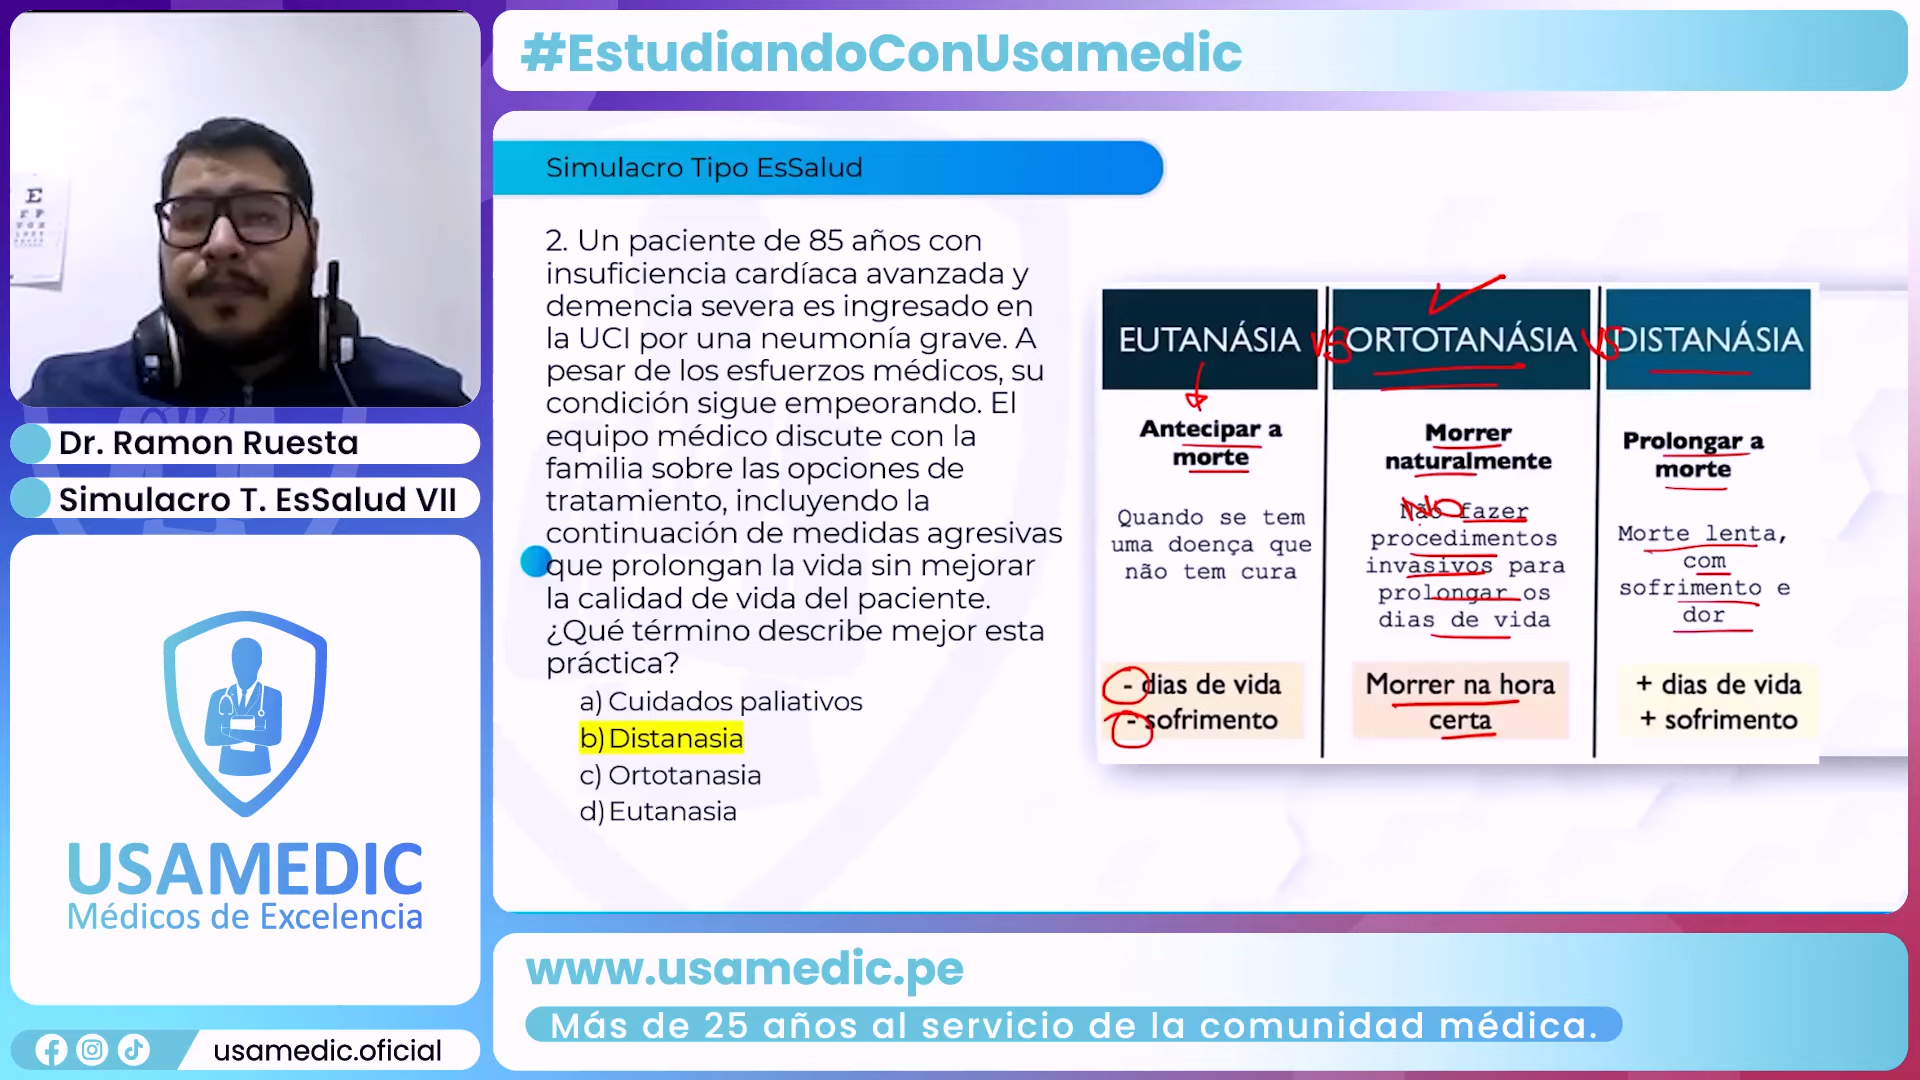 #EstudiandoConUsamedic
Simulacro Tipo EsSalud
2. Un paciente de 85 años con
insuficiencia cardíaca avanzada y
demencia severa es ingresado en
la UCI por una neumonía grave. A
pesar de los esfuerzos médicos, su
condición sigue empeorando. El
equipo médico discute con la
familia sobre las opciones de
tratamiento, incluyendo la
continuación de medidas agresivas
que prolongan la vida sin mejorar
la calidad de vida del paciente.
¿Qué término describe mejor esta
práctica?
a) Cuidados paliativos
b) Distanasia
c) Ortotanasia
d) Eutanasia
EUTANÁSIA
Antecipar a
morte
Quando se tem
uma doença que
não tem cura
- dias de vida
- sofrimento
VS
ORTOTANÁSIA
Morrer
naturalmente
NO
Não fazer
procedimentos
invasivos para
prolongar os
dias de vida
Morrer na hora
certa
VS
DISTANÁSIA
Prolongar a
morte
Morte lenta,
com
sofrimento e
dor
+ dias de vida
+ sofrimento
E
Dr. Ramon Ruesta
Simulacro T. EsSalud VII
USAMEDIC
Médicos de Excelencia
usamedic.oficial
www.usamedic.pe
Más de 25 años al servicio de la comunidad médica.